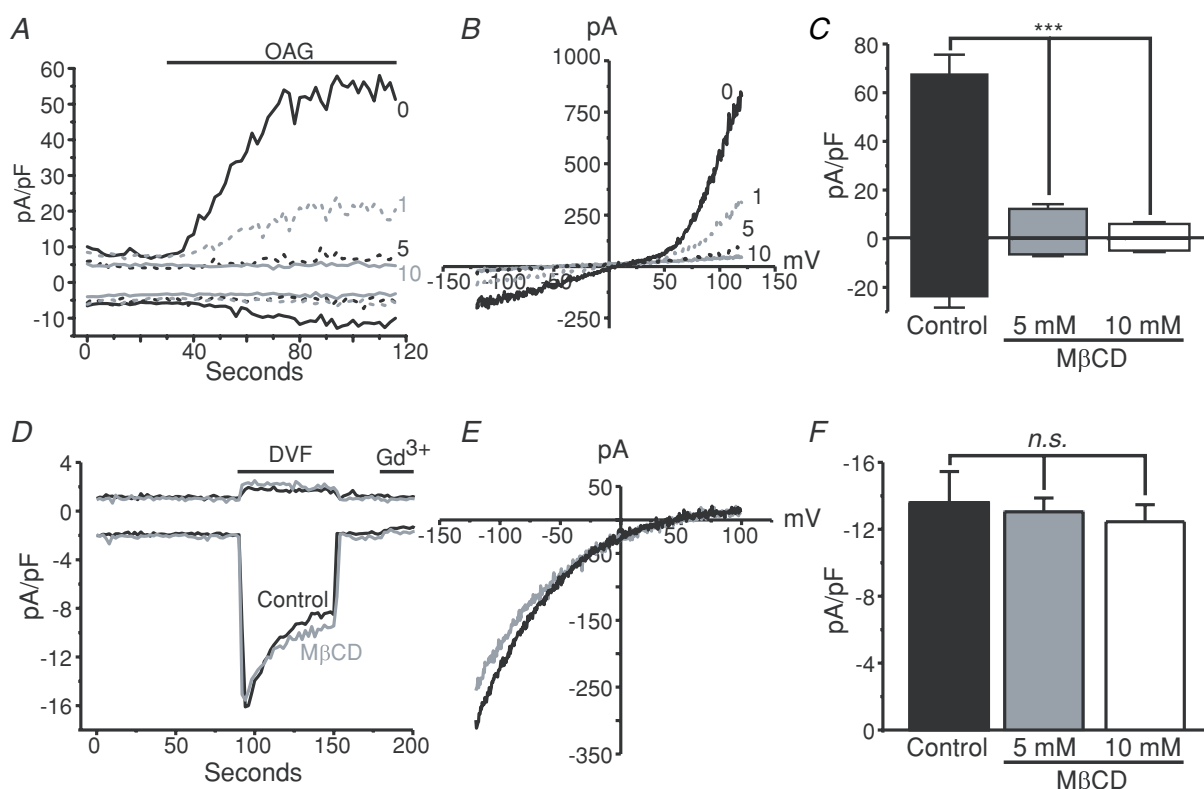 A
OAG
60
50
40
30
20
10
0
-10
pA/pF
0
1
5
10
0
40
80
120
Seconds
B
pA
1000
750
500
250
-250
0
1
5
10
mV
-150
-100
-50
50
100
150
C
***
80
60
40
20
0
-20
pA/pF
Control
5 mM
10 mM
MβCD
D
DVF
Gd3+
4
0
-4
-8
-12
-16
pA/pF
Control
MβCD
0
50
100
150
200
Seconds
E
pA
50
mV
-150
-100
-50
0
50
100
-50
-150
-250
-350
F
n.s.
-16
-12
-8
-4
0
pA/pF
Control
5 mM
10 mM
MβCD